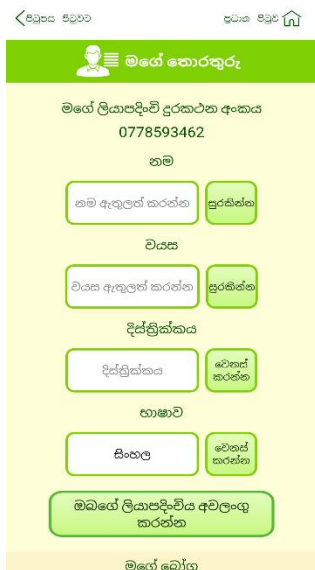 පිටුපස පිටුවට
ප්‍රධාන පිටුව
මගේ තොරතුරු
මගේ ලියාපදිංචි දුරකථන අංකය
0778593462
නම
නම ඇතුලත් කරන්න
සුරකින්න
වයස
වයස ඇතුලත් කරන්න
සුරකින්න
දිස්ත්‍රික්කය
දිස්ත්‍රික්කය
වෙනස්
කරන්න
භාෂාව
සිංහල
වෙනස්
කරන්න
ඔබගේ ලියාපදිංචිය අවලංගු
කරන්න
මගේ බෝග